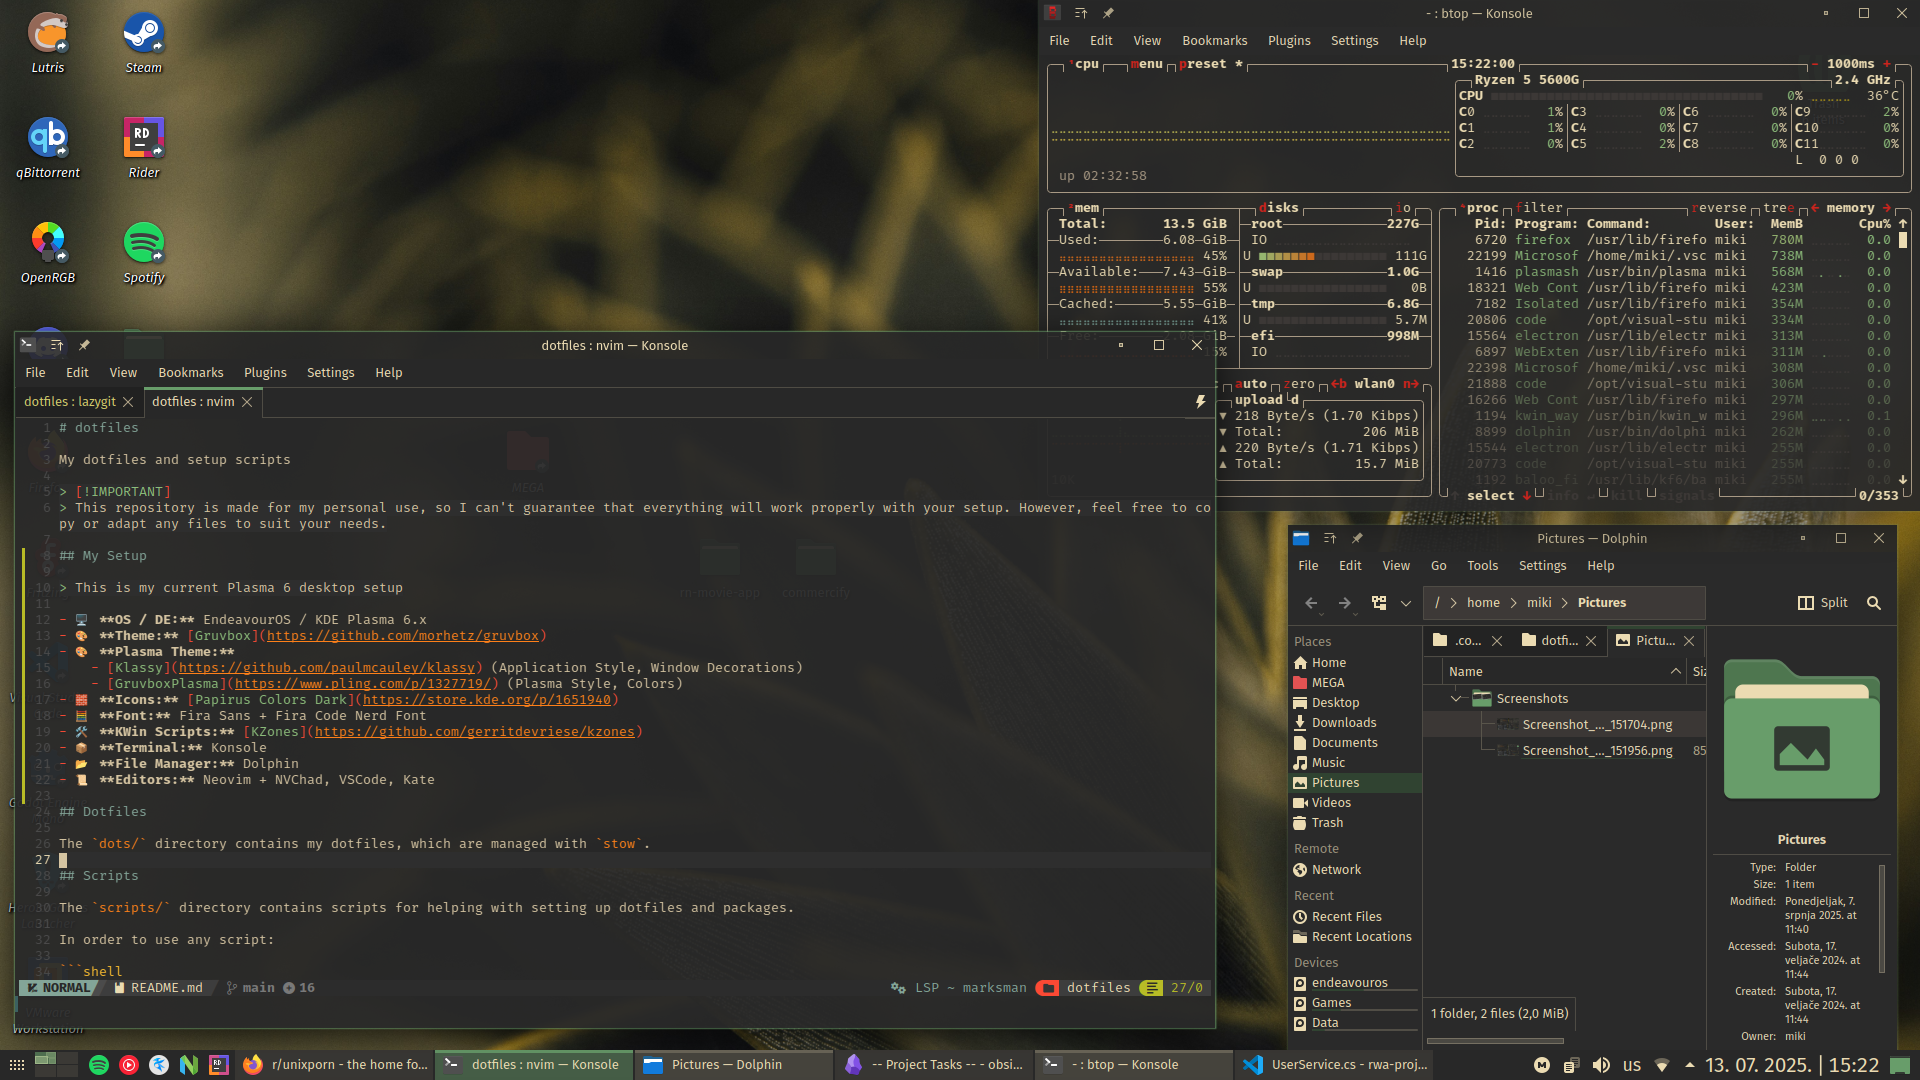 Lutris
Steam
qBittorrent
Rider
OpenRGB
Spotify
- : btop — Konsole
File Edit View Bookmarks Plugins Settings Help
¹cpu menu preset * 15:22:00 - 1000ms +
Ryzen 5 5600G 2.4 GHz
CPU 0% 36°C
C0 1% C3 0% C6 0% C9 2%
C1 1% C4 0% C7 0% C10 0%
C2 0% C5 2% C8 0% C11 0%
L 0 0 0
up 02:32:58
²mem disks io
Total: 13.5 GiB root 227G
Used: 6.08 GiB IO
45% U 111G
Available: 7.43 GiB swap 1.0G
55% U 0B
Cached: 5.55 GiB tmp 6.8G
41% U 5.7M
Free: efi 998M
IO
auto zero ←b wlan0 n→
upload d
▼ 218 Byte/s (1.70 Kibps)
▼ Total: 206 MiB
▲ 220 Byte/s (1.71 Kibps)
▲ Total: 15.7 MiB
⁴proc filter reverse tree ← memory →
Pid: Program: Command: User: MemB Cpu% ↑
6720 firefox /usr/lib/firefo miki 780M 0.0
22199 Microsof /home/miki/.vsc miki 738M 0.0
1416 plasmash /usr/bin/plasma miki 568M 0.0
18321 Web Cont /usr/lib/firefo miki 423M 0.0
7182 Isolated /usr/lib/firefo miki 354M 0.0
20806 code /opt/visual-stu miki 334M 0.0
15564 electron /usr/lib/electr miki 313M 0.0
6897 WebExten /usr/lib/firefo miki 311M 0.0
22398 Microsof /home/miki/.vsc miki 308M 0.0
21888 code /opt/visual-stu miki 306M 0.0
16266 Web Cont /usr/lib/firefo miki 297M 0.0
1194 kwin_way /usr/bin/kwin_w miki 296M 0.1
8899 dolphin /usr/bin/dolphi miki 262M 0.0
15544 electron /usr/lib/electr miki 255M 0.0
20773 code /opt/visual-stu miki 255M 0.0
1192 baloo_fi /usr/lib/kf6/ba miki 255M 0.0
↑ select ↓ info ↵ kill signals 0/353
dotfiles : nvim — Konsole
File Edit View Bookmarks Plugins Settings Help
dotfiles : lazygit dotfiles : nvim
1 # dotfiles
2
3 My dotfiles and setup scripts
4
5 > [!IMPORTANT]
6 > This repository is made for my personal use, so I can't guarantee that everything will work properly with your setup. However, feel free to co
py or adapt any files to suit your needs.
7
8 ## My Setup
9
10 > This is my current Plasma 6 desktop setup
11
12 - 🖥️ **OS / DE:** EndeavourOS / KDE Plasma 6.x
13 - 🎨 **Theme:** [Gruvbox](https://github.com/morhetz/gruvbox)
14 - 🎨 **Plasma Theme:**
15 - [Klassy](https://github.com/paulmcauley/klassy) (Application Style, Window Decorations)
16 - [GruvboxPlasma](https://www.pling.com/p/1327719/) (Plasma Style, Colors)
17 - 🧱 **Icons:** [Papirus Colors Dark](https://store.kde.org/p/1651940)
18 - 🧮 **Font:** Fira Sans + Fira Code Nerd Font
19 - 🛠️ **KWin Scripts:** [KZones](https://github.com/gerritdevriese/kzones)
20 - 📦 **Terminal:** Konsole
21 - 📂 **File Manager:** Dolphin
22 - 📜 **Editors:** Neovim + NVChad, VSCode, Kate
23
24 ## Dotfiles
25
26 The `dots/` directory contains my dotfiles, which are managed with `stow`.
27
28 ## Scripts
29
30 The `scripts/` directory contains scripts for helping with setting up dotfiles and packages.
31
32 In order to use any script:
33
34 ```shell
NORMAL README.md main 16 LSP ~ marksman dotfiles 27/0
MEGA
rn-movie-app
commercify
Workstation
Pictures — Dolphin
File Edit View Go Tools Settings Help
/ > home > miki > Pictures Split
.co... dotfi... Pictu...
Places
Home
MEGA
Desktop
Downloads
Documents
Music
Pictures
Videos
Trash
Remote
Network
Recent
Recent Files
Recent Locations
Devices
endeavouros
Games
Data
Name Siz
Screenshots
Screenshot_..._151704.png
Screenshot_..._151956.png 85
1 folder, 2 files (2,0 MiB)
Pictures
Type: Folder
Size: 1 item
Modified: Ponedjeljak, 7.
srpnja 2025. at
11:40
Accessed: Subota, 17.
veljače 2024. at
11:44
Created: Subota, 17.
veljače 2024. at
11:44
Owner: miki
r/unixporn - the home fo...
dotfiles : nvim — Konsole
Pictures — Dolphin
-- Project Tasks -- - obsi...
- : btop — Konsole
UserService.cs - rwa-proj...
us
13. 07. 2025. | 15:22